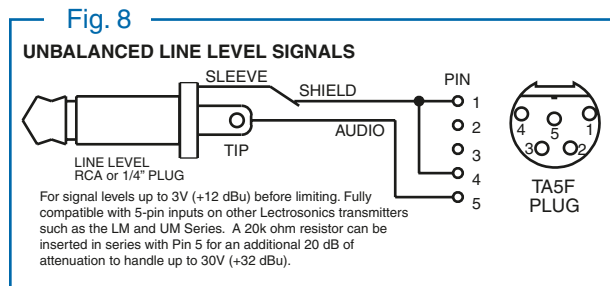 Fig. 8
UNBALANCED LINE LEVEL SIGNALS
SLEEVE
SHIELD
PIN
1
2
3
4
5
AUDIO
TIP
LINE LEVEL
RCA or 1/4" PLUG
4
5
1
3
2
TA5F
PLUG
For signal levels up to 3V (+12 dBu) before limiting. Fully
compatible with 5-pin inputs on other Lectrosonics transmitters
such as the LM and UM Series. A 20k ohm resistor can be
inserted in series with Pin 5 for an additional 20 dB of
attenuation to handle up to 30V (+32 dBu).